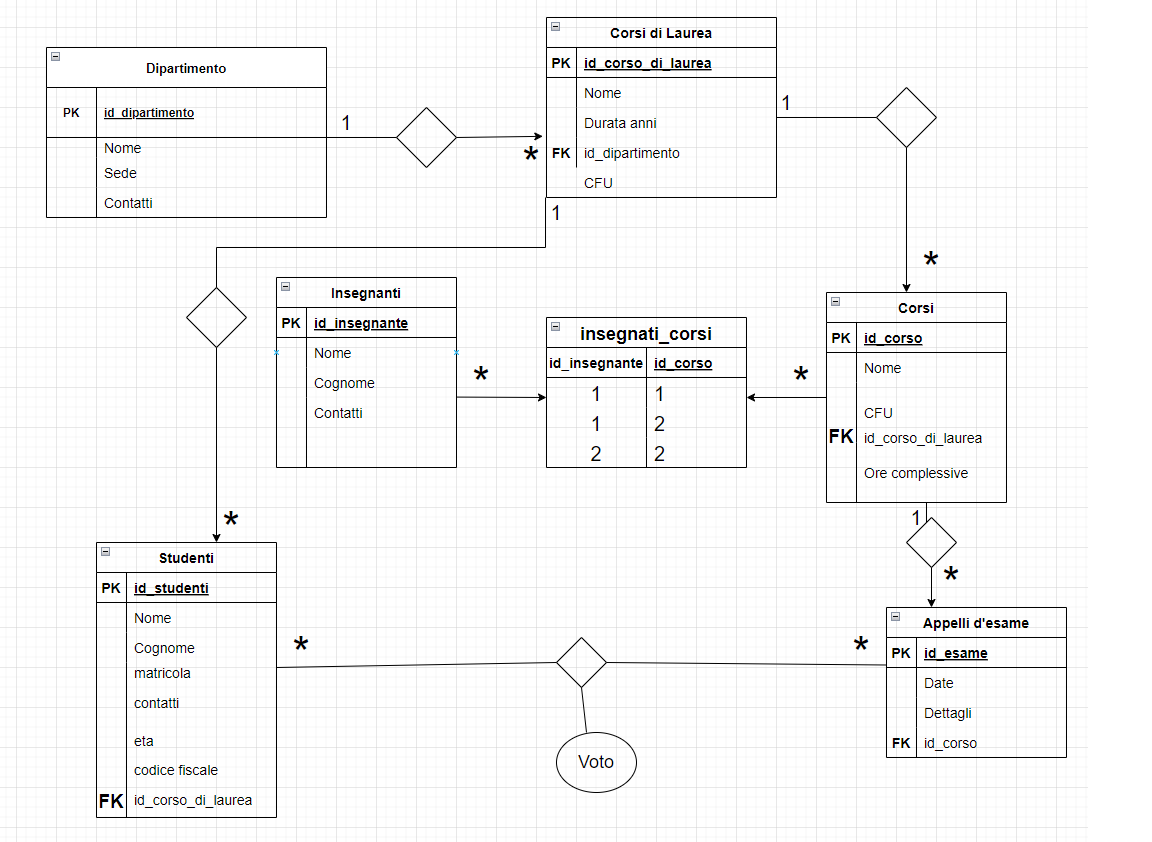 Dipartimento
PK id_dipartimento
Nome
Sede
Contatti
1
*
Corsi di Laurea
PK id_corso_di_laurea
Nome
Durata anni
FK id_dipartimento
CFU
1
*
1
*
Insegnanti
PK id_insegnante
Nome
Cognome
Contatti
*
insegnati_corsi
id_insegnante id_corso
1 1
1 2
2 2
*
Corsi
PK id_corso
Nome
CFU
FK id_corso_di_laurea
Ore complessive
1
*
Studenti
PK id_studenti
Nome
Cognome
matricola
contatti
eta
codice fiscale
FK id_corso_di_laurea
*
Voto
*
Appelli d'esame
PK id_esame
Date
Dettagli
FK id_corso